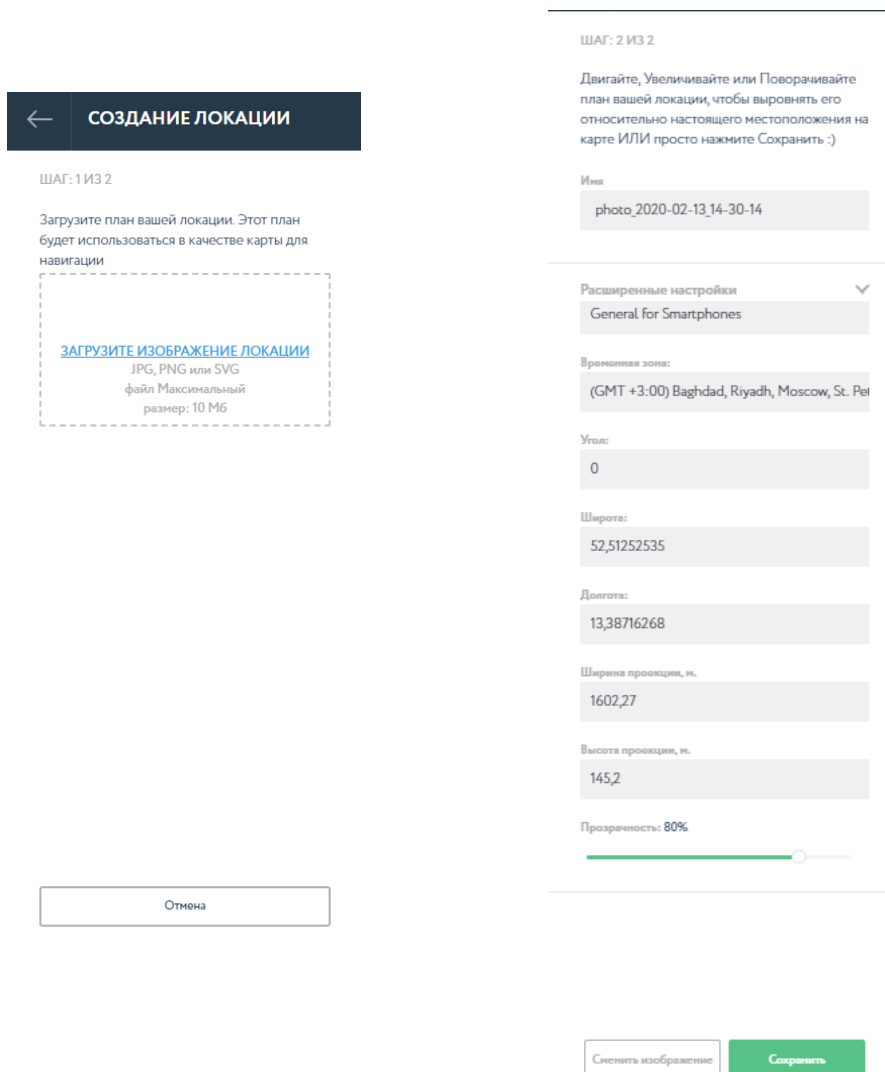 СОЗДАНИЕ ЛОКАЦИИ
ШАГ: 1 ИЗ 2
Загрузите план вашей локации. Этот план
будет использоваться в качестве карты для
навигации
ЗАГРУЗИТЕ ИЗОБРАЖЕНИЕ ЛОКАЦИИ
JPG, PNG или SVG
файл Максимальный
размер: 10 Мб
Отмена
ШАГ: 2 ИЗ 2
Двигайте, Увеличивайте или Поворачивайте
план вашей локации, чтобы выровнять его
относительно настоящего местоположения на
карте ИЛИ просто нажмите Сохранить :)
Имя
photo_2020-02-13_14-30-14
Расширенные настройки
General for Smartphones
Временная зона:
(GMT +3:00) Baghdad, Riyadh, Moscow, St. Pet
Угол:
0
Широта:
52,51252535
Долгота:
13,38716268
Ширина проекции, м.
1602,27
Высота проекции, м.
145,2
Прозрачность: 80%
Сменить изображение
Сохранить